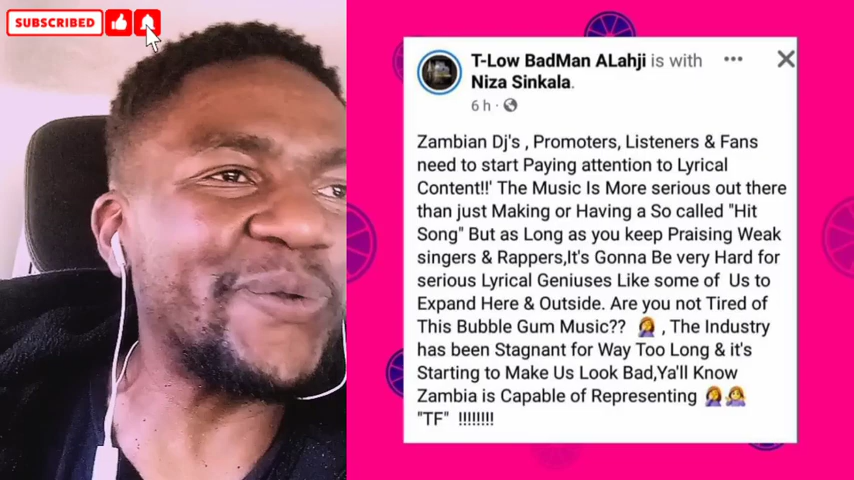 SUBSCRIBED
T-Low BadMan ALahji is with
Niza Sinkala.
6 h ·
Zambian Dj's , Promoters, Listeners & Fans
need to start Paying attention to Lyrical
Content!!' The Music Is More serious out there
than just Making or Having a So called "Hit
Song" But as Long as you keep Praising Weak
singers & Rappers,It's Gonna Be very Hard for
serious Lyrical Geniuses Like some of Us to
Expand Here & Outside. Are you not Tired of
This Bubble Gum Music?? 🤦‍♀️ , The Industry
has been Stagnant for Way Too Long & it's
Starting to Make Us Look Bad,Ya'll Know
Zambia is Capable of Representing 🤦‍♀️🙇‍♀️
"TF" !!!!!!!!